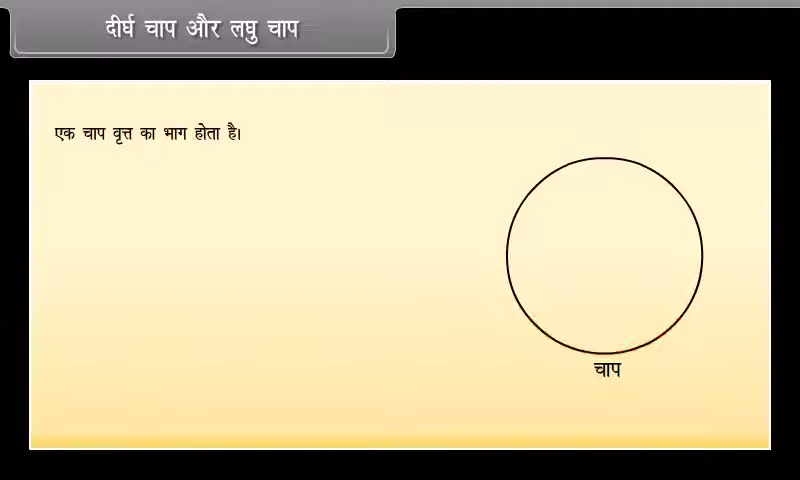 दीर्घ चाप और लघु चाप
एक चाप वृत्त का भाग होता है।
चाप